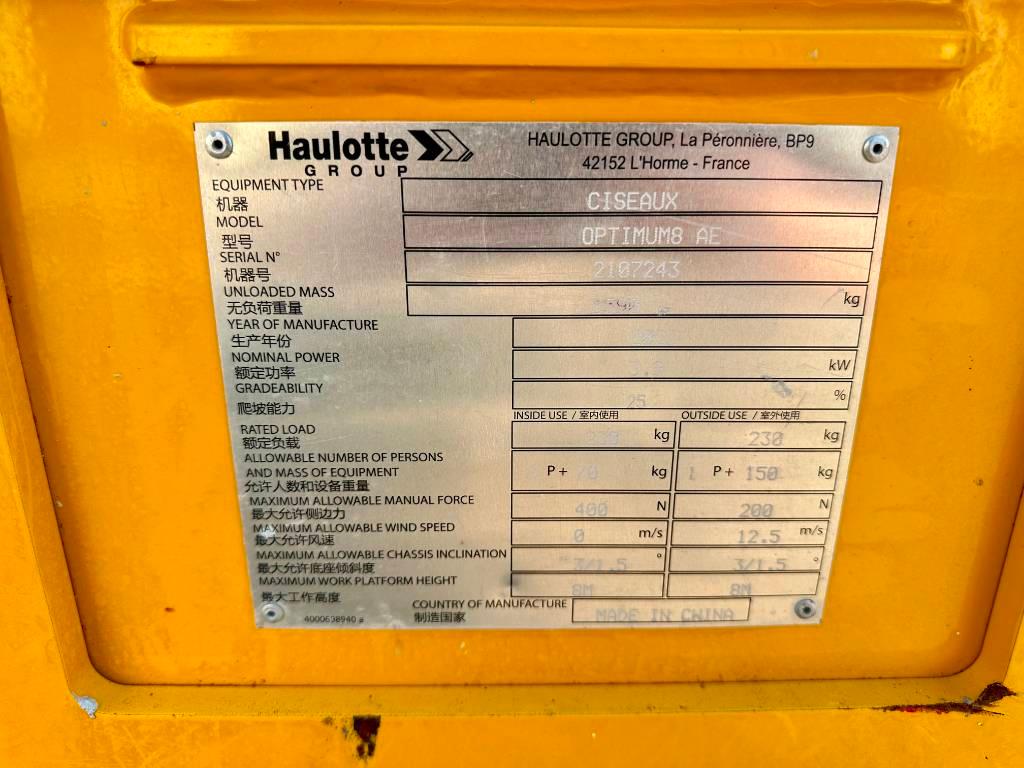 Haulotte
GROUP
HAULOTTE GROUP, La Péronnière, BP9
42152 L'Horme - France
EQUIPMENT TYPE
机器
CISEAUX
MODEL
型号
OPTIMUM8 AE
SERIAL N°
机器号
2107243
UNLOADED MASS
无负荷重量
kg
YEAR OF MANUFACTURE
生产年份
NOMINAL POWER
额定功率
kW
GRADEABILITY
爬坡能力
25 %
INSIDE USE / 室内使用 OUTSIDE USE / 室外使用
RATED LOAD
额定负载
kg 230 kg
ALLOWABLE NUMBER OF PERSONS
AND MASS OF EQUIPMENT
允许人数和设备重量
P + kg P + 150 kg
MAXIMUM ALLOWABLE MANUAL FORCE
最大允许侧边力
400 N 200 N
MAXIMUM ALLOWABLE WIND SPEED
最大允许风速
0 m/s 12.5 m/s
MAXIMUM ALLOWABLE CHASSIS INCLINATION
最大允许底座倾斜度
3/1.5 ° 3/1.5 °
MAXIMUM WORK PLATFORM HEIGHT
最大工作高度
8M 8M
COUNTRY OF MANUFACTURE
制造国家
MADE IN CHINA
4000638940 a